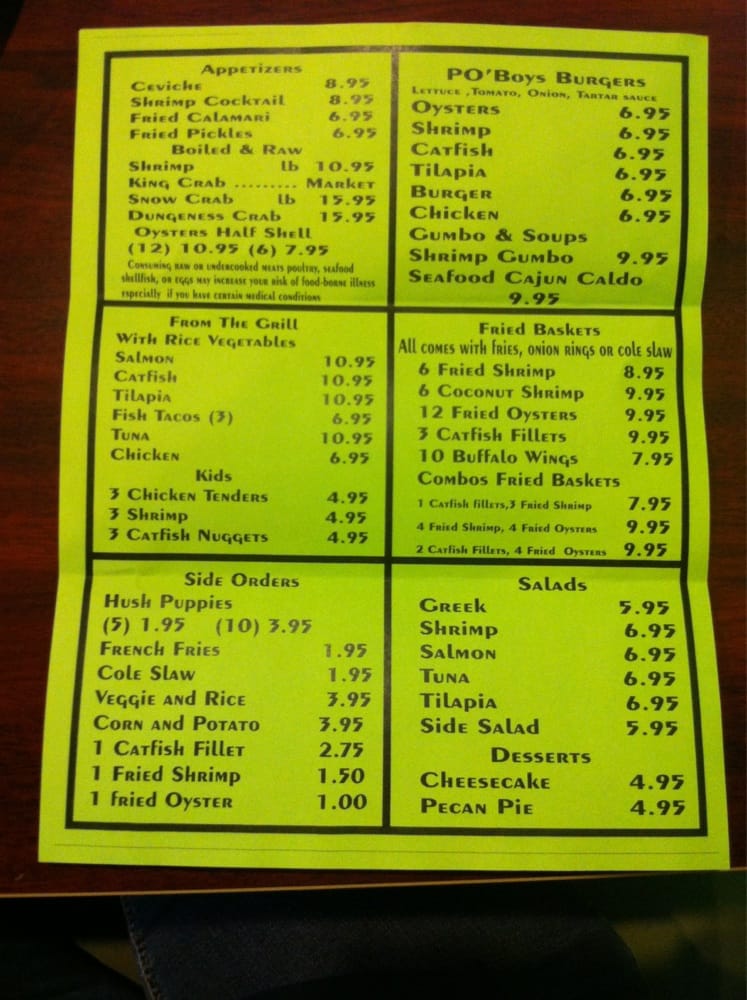 Appetizers
Ceviche 8.95
Shrimp Cocktail 8.95
Fried Calamari 6.95
Fried Pickles 6.95
Boiled & Raw
Shrimp lb 10.95
King Crab ......... Market
Snow Crab lb 15.95
Dungeness Crab 15.95
Oysters Half Shell
(12) 10.95 (6) 7.95
Consuming raw or undercooked meats poultry, seafood
shellfish, or eggs may increase your risk of food-borne illness
especially if you have certain medical conditions
PO'Boys Burgers
Lettuce ,Tomato, Onion, Tartar sauce
Oysters 6.95
Shrimp 6.95
Catfish 6.95
Tilapia 6.95
Burger 6.95
Chicken 6.95
Gumbo & Soups
Shrimp Gumbo 9.95
Seafood Cajun Caldo
9.95
From The Grill
With Rice Vegetables
Salmon 10.95
Catfish 10.95
Tilapia 10.95
Fish Tacos (3) 6.95
Tuna 10.95
Chicken 6.95
Kids
3 Chicken Tenders 4.95
3 Shrimp 4.95
3 Catfish Nuggets 4.95
Fried Baskets
All comes with fries, onion rings or cole slaw
6 Fried Shrimp 8.95
6 Coconut Shrimp 9.95
12 Fried Oysters 9.95
3 Catfish Fillets 9.95
10 Buffalo Wings 7.95
Combos Fried Baskets
1 Catfish fillets,3 Fried Shrimp 7.95
4 Fried Shrimp, 4 Fried Oysters 9.95
2 Catfish Fillets, 4 Fried Oysters 9.95
Side Orders
Hush Puppies
(5) 1.95 (10) 3.95
French Fries 1.95
Cole Slaw 1.95
Veggie and Rice 3.95
Corn and Potato 3.95
1 Catfish Fillet 2.75
1 Fried Shrimp 1.50
1 fried Oyster 1.00
Salads
Greek 5.95
Shrimp 6.95
Salmon 6.95
Tuna 6.95
Tilapia 6.95
Side Salad 5.95
Desserts
Cheesecake 4.95
Pecan Pie 4.95